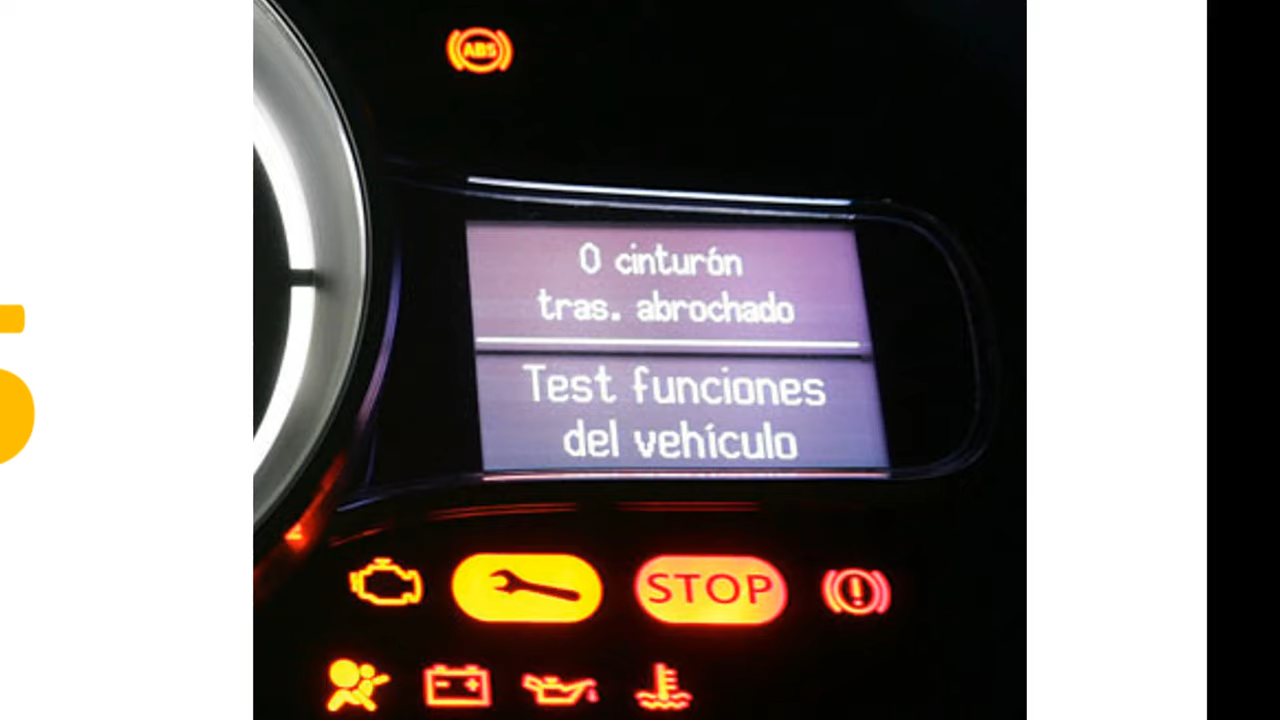 ABS
0 cinturón
tras. abrochado
Test funciones
del vehículo
STOP